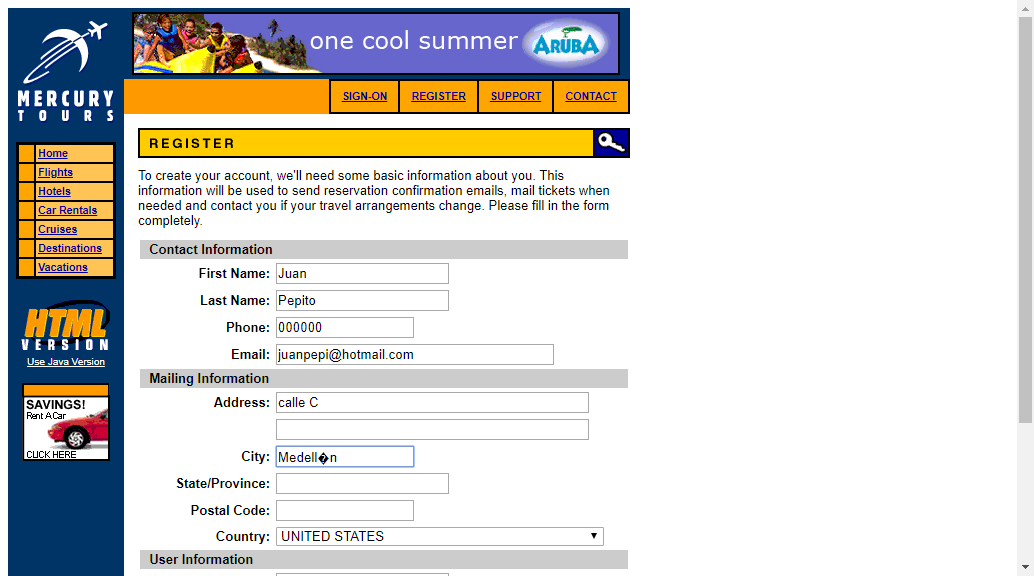 one cool summer ARUBA
MERCURY
TOURS
SIGN-ON REGISTER SUPPORT CONTACT
Home
Flights
Hotels
Car Rentals
Cruises
Destinations
Vacations
HTML
VERSION
Use Java Version
SAVINGS!
Rent A Car
CLICK HERE
REGISTER
To create your account, we'll need some basic information about you. This
information will be used to send reservation confirmation emails, mail tickets when
needed and contact you if your travel arrangements change. Please fill in the form
completely.
Contact Information
First Name: Juan
Last Name: Pepito
Phone: 000000
Email: juanpepi@hotmail.com
Mailing Information
Address: calle C
City: Medell�n
State/Province:
Postal Code:
Country: UNITED STATES
User Information